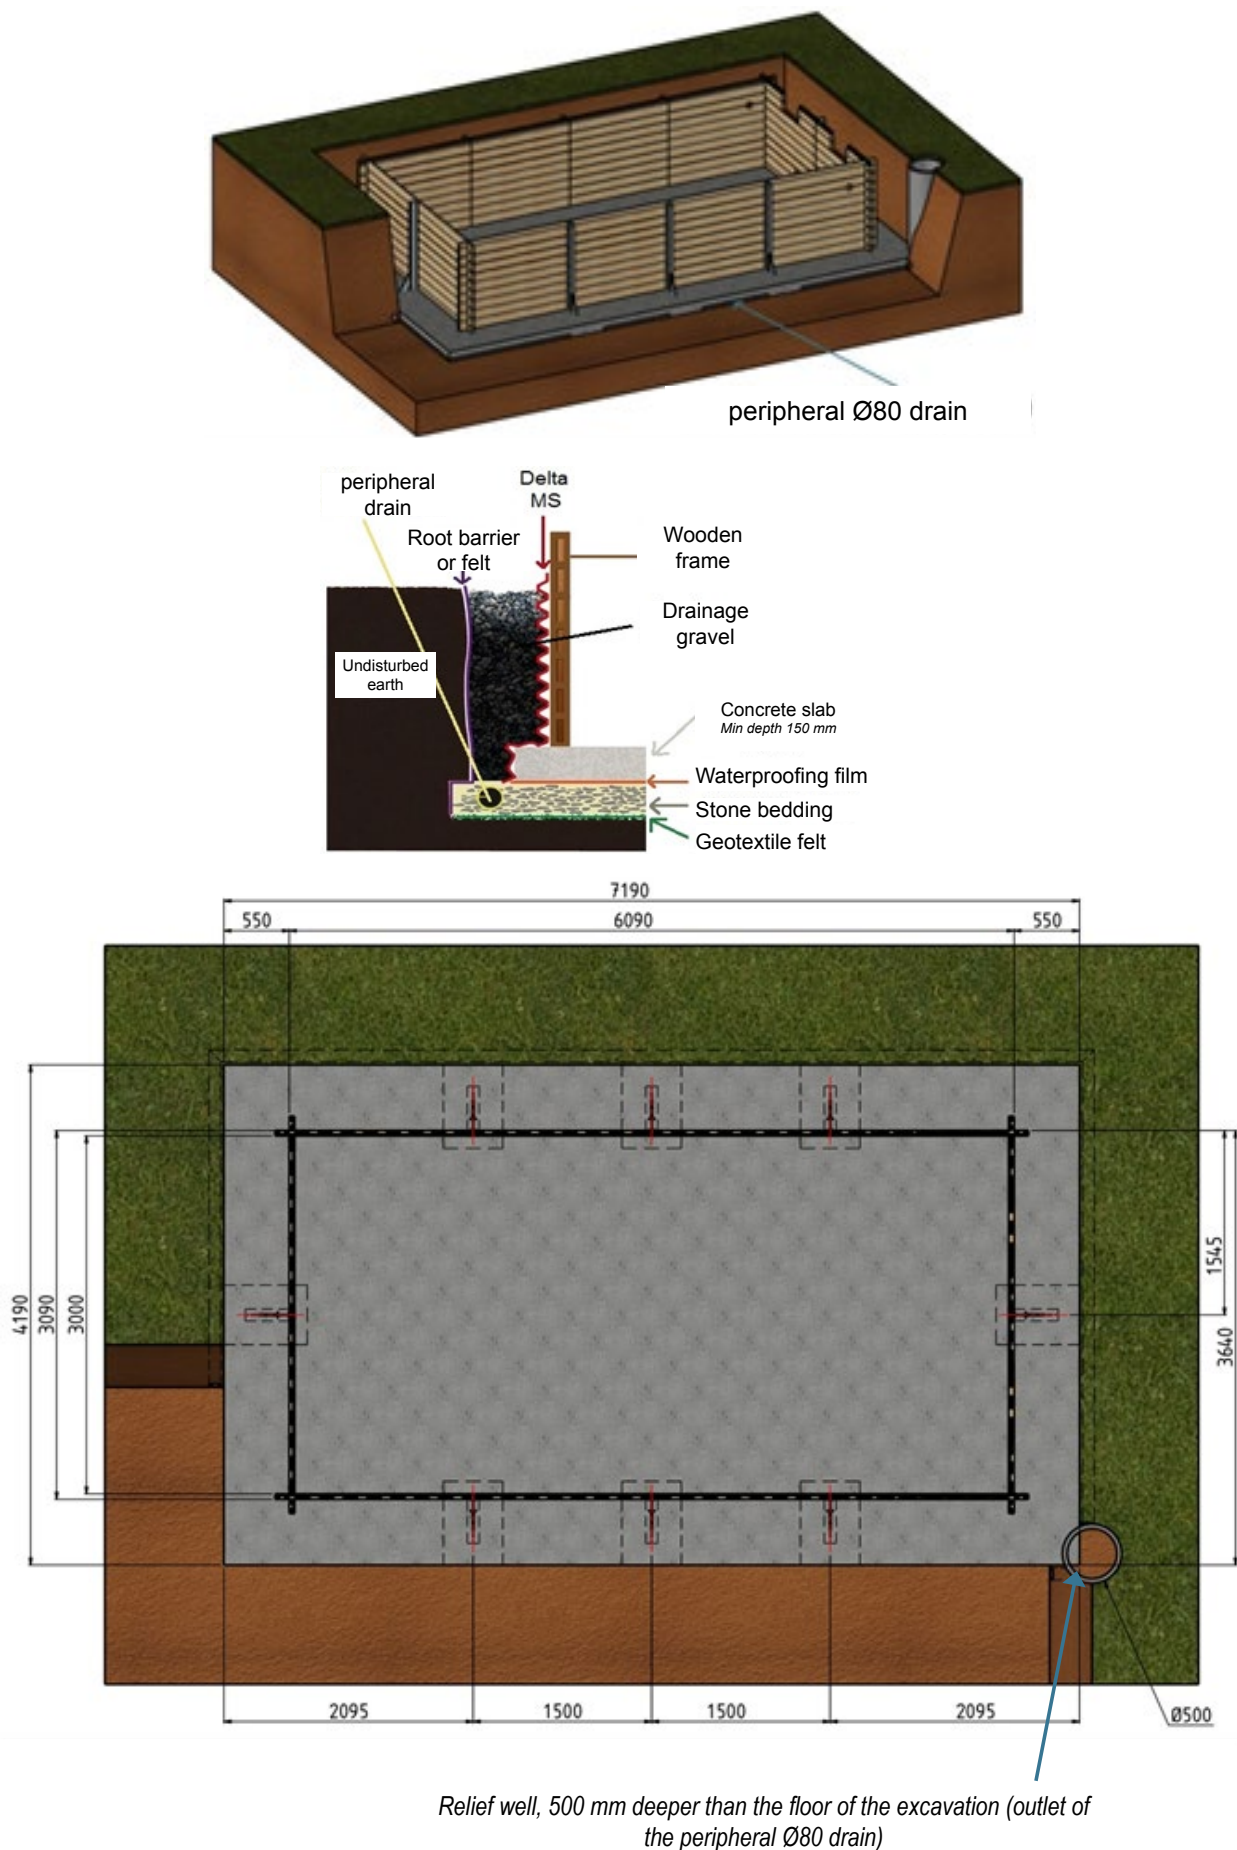 peripheral Ø80 drain
peripheral
drain
Delta
MS
Root barrier
or felt
Wooden
frame
Drainage
gravel
Undisturbed
earth
Concrete slab
Min depth 150 mm
Waterproofing film
Stone bedding
Geotextile felt
7190
550
6090
550
4190
3090
3000
1545
3640
2095
1500
1500
2095
Ø500
Relief well, 500 mm deeper than the floor of the excavation (outlet of
the peripheral Ø80 drain)